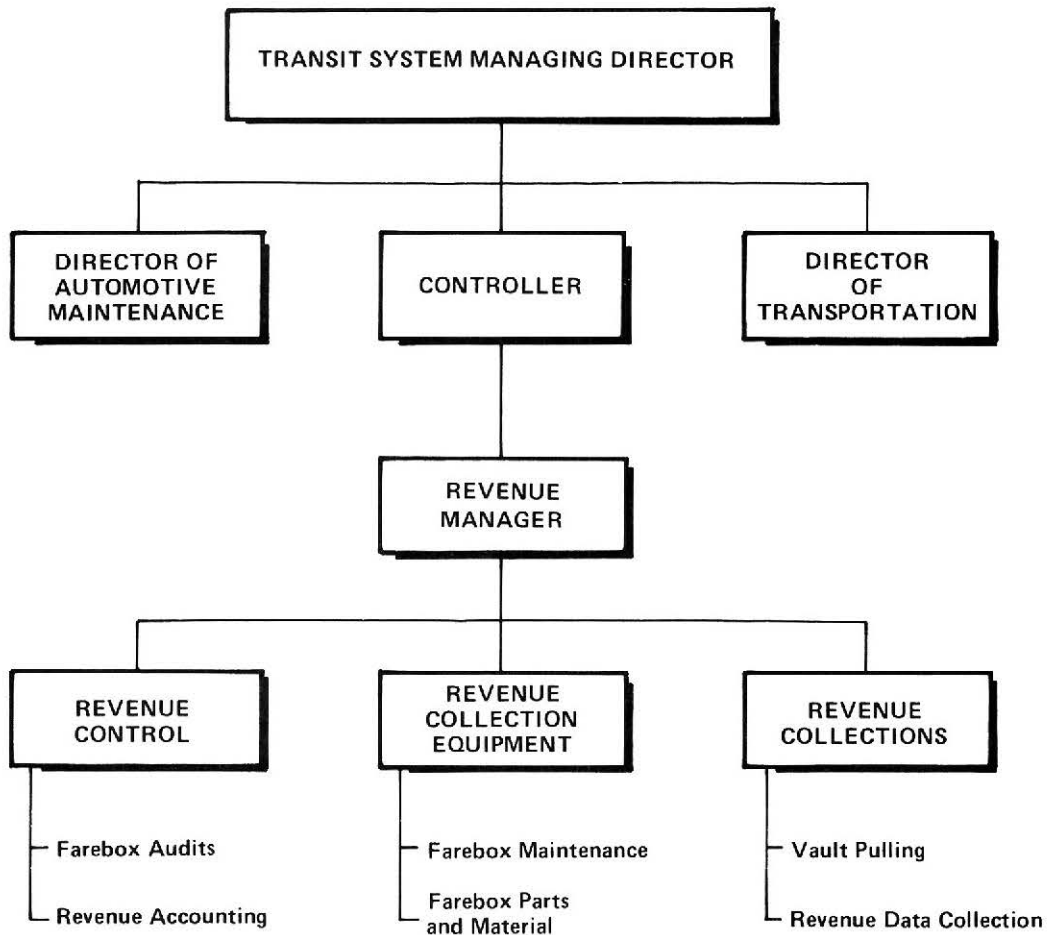 TRANSIT SYSTEM MANAGING DIRECTOR
DIRECTOR OF
AUTOMOTIVE
MAINTENANCE
CONTROLLER
DIRECTOR
OF
TRANSPORTATION
REVENUE
MANAGER
REVENUE
CONTROL
REVENUE
COLLECTION
EQUIPMENT
REVENUE
COLLECTIONS
Farebox Audits
Revenue Accounting
Farebox Maintenance
Farebox Parts
and Material
Vault Pulling
Revenue Data Collection